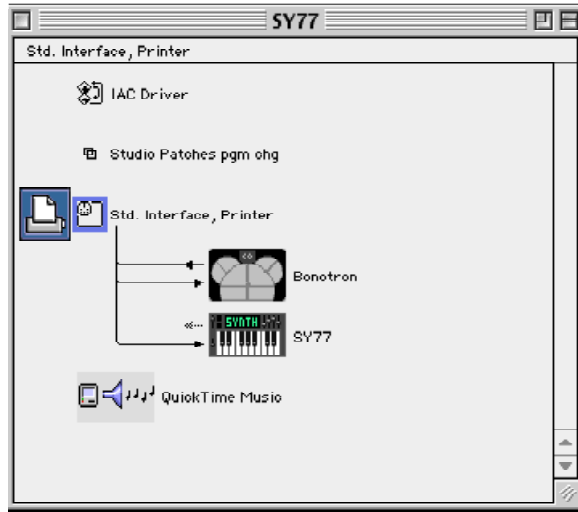 SY77
Std. Interface, Printer
IAC Driver
Studio Patches pgm chg
Std. Interface, Printer
Bonotron
SYNTH
SY77
QuickTime Music